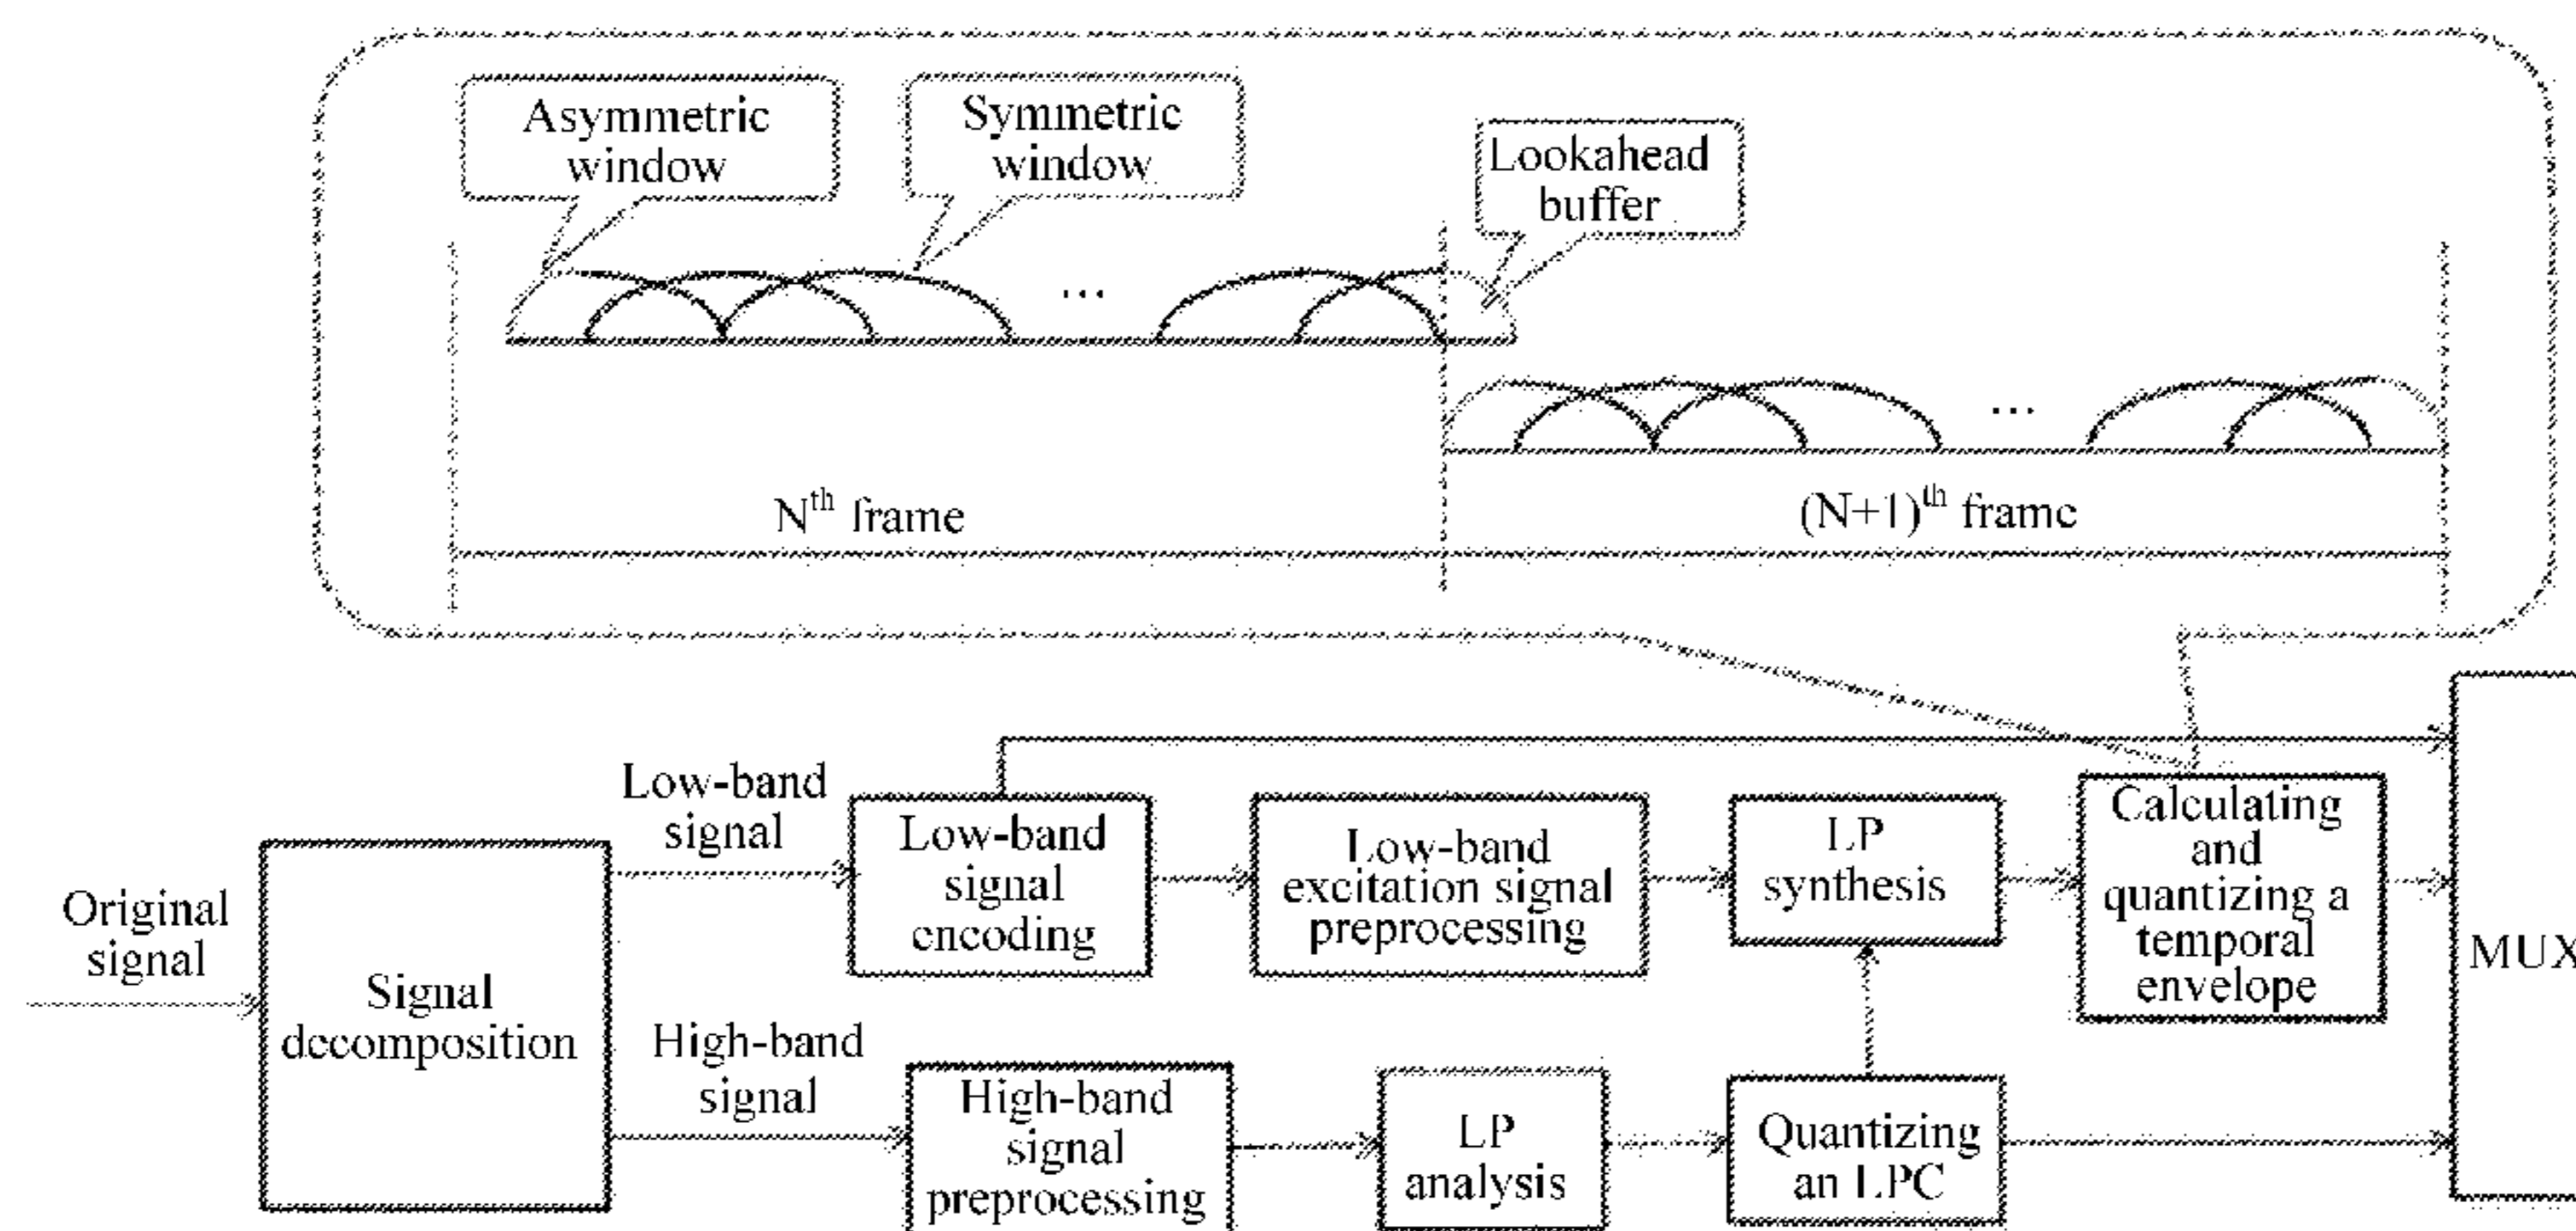 Asymmetric
window
Symmetric
window
Lookahead
buffer
...
...
Nth frame
(N+1)th frame
Original
signal
Signal
decomposition
Low-band
signal
High-band
signal
Low-band
signal
encoding
Low-band
excitation signal
preprocessing
LP
synthesis
Calculating
and
quantizing a
temporal
envelope
MUX
High-band
signal
preprocessing
LP
analysis
Quantizing
an LPC